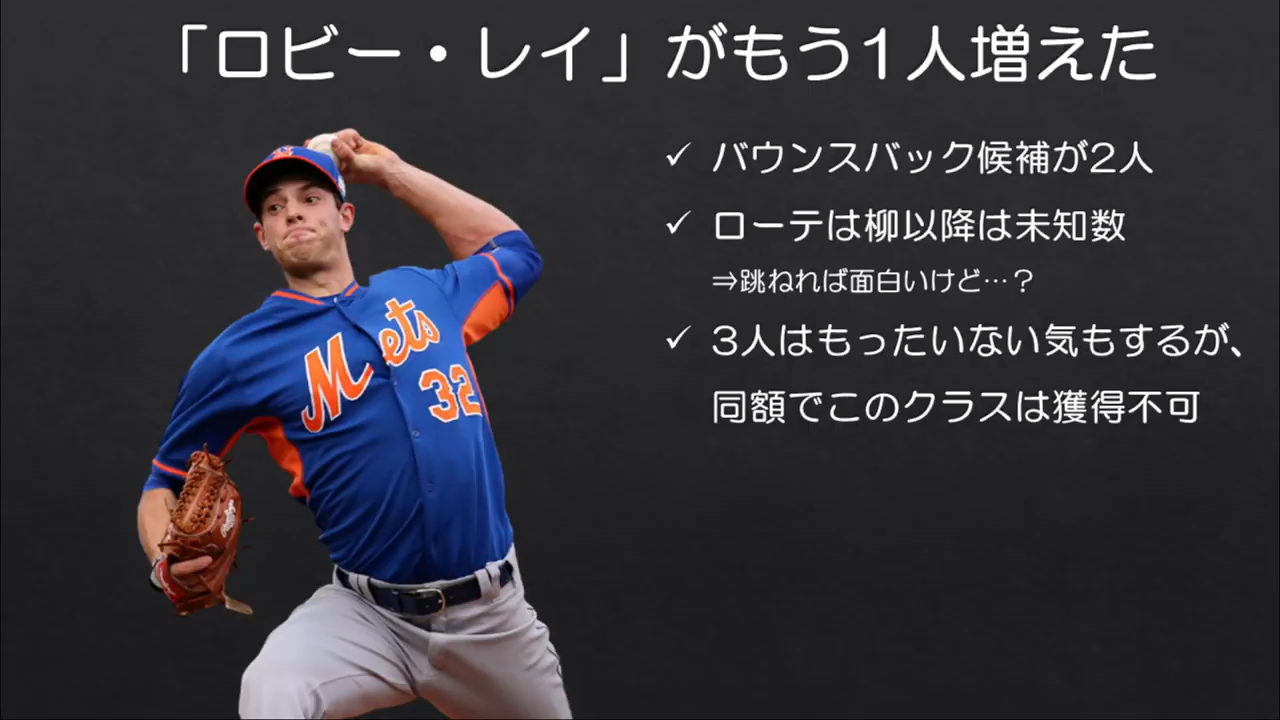 「ロビー・レイ」がもう1人増えた
✓ バウンスバック候補が2人
✓ ローテは柳以降は未知数
⇒跳ねれば面白いけど…？
✓ 3人はもったいない気もするが、
同額でこのクラスは獲得不可
Mets
32